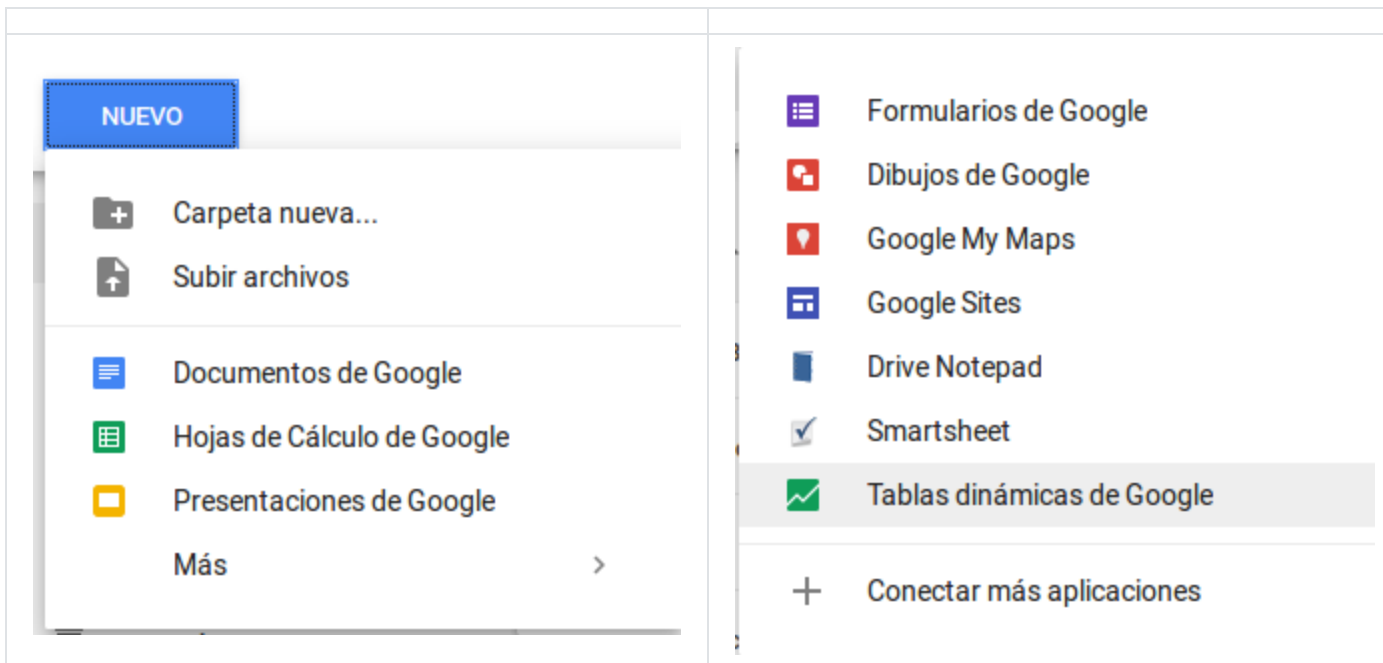 NUEVO
Carpeta nueva...
Subir archivos
Documentos de Google
Hojas de Cálculo de Google
Presentaciones de Google
Más
Formularios de Google
Dibujos de Google
Google My Maps
Google Sites
Drive Notepad
Smartsheet
Tablas dinámicas de Google
Conectar más aplicaciones